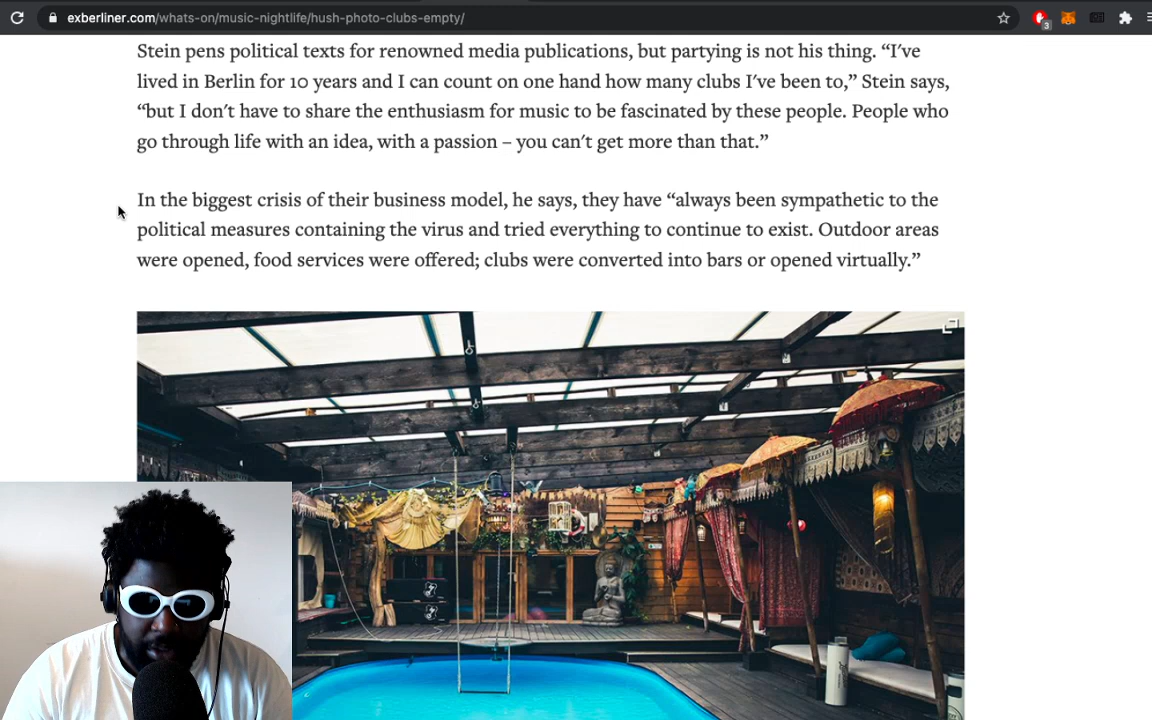 exberliner.com/whats-on/music-nightlife/hush-photo-clubs-empty/
3
Stein pens political texts for renowned media publications, but partying is not his thing. “I've
lived in Berlin for 10 years and I can count on one hand how many clubs I've been to,” Stein says,
“but I don't have to share the enthusiasm for music to be fascinated by these people. People who
go through life with an idea, with a passion – you can't get more than that.”
In the biggest crisis of their business model, he says, they have “always been sympathetic to the
political measures containing the virus and tried everything to continue to exist. Outdoor areas
were opened, food services were offered; clubs were converted into bars or opened virtually.”